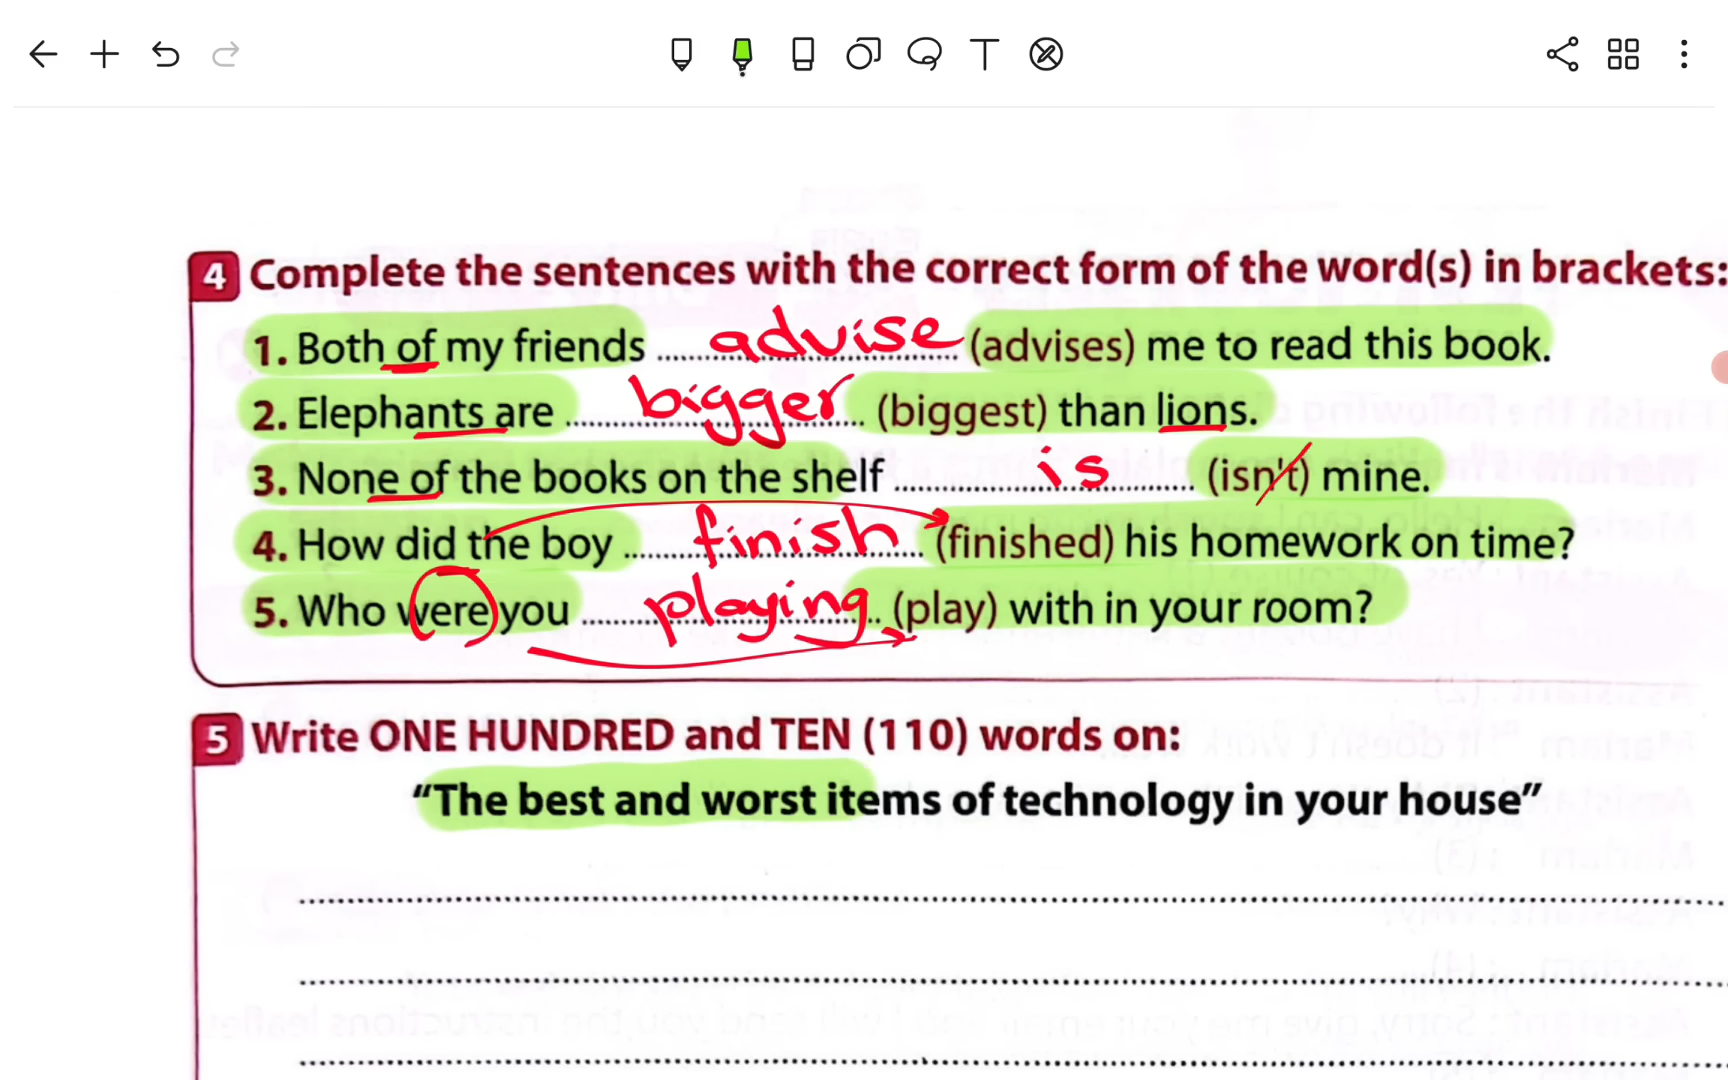 4 Complete the sentences with the correct form of the word(s) in brackets:
1. Both of my friends .......... advise .......... (advises) me to read this book.
2. Elephants are .......... bigger .......... (biggest) than lions.
3. None of the books on the shelf .......... is .......... (isn't) mine.
4. How did the boy .......... finish .......... (finished) his homework on time?
5. Who were you .......... playing .......... (play) with in your room?
5 Write ONE HUNDRED and TEN (110) words on:
"The best and worst items of technology in your house"